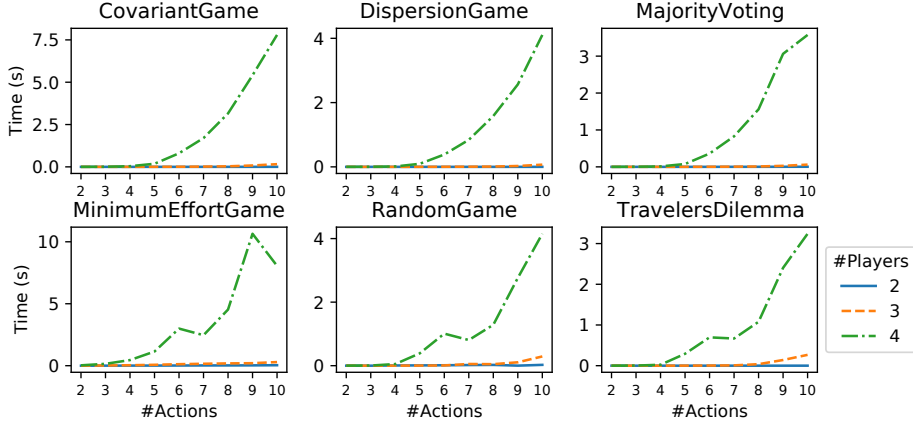 CovariantGame
DispersionGame
MajorityVoting
Time (s)
7.5
5.0
2.5
0.0
2 3 4 5 6 7 8 9 10
4
2
0
2 3 4 5 6 7 8 9 10
3
2
1
0
2 3 4 5 6 7 8 9 10
MinimumEffortGame
RandomGame
TravelersDilemma
Time (s)
10
5
0
2 3 4 5 6 7 8 9 10
#Actions
4
2
0
2 3 4 5 6 7 8 9 10
#Actions
3
2
1
0
2 3 4 5 6 7 8 9 10
#Actions
#Players
2
3
4